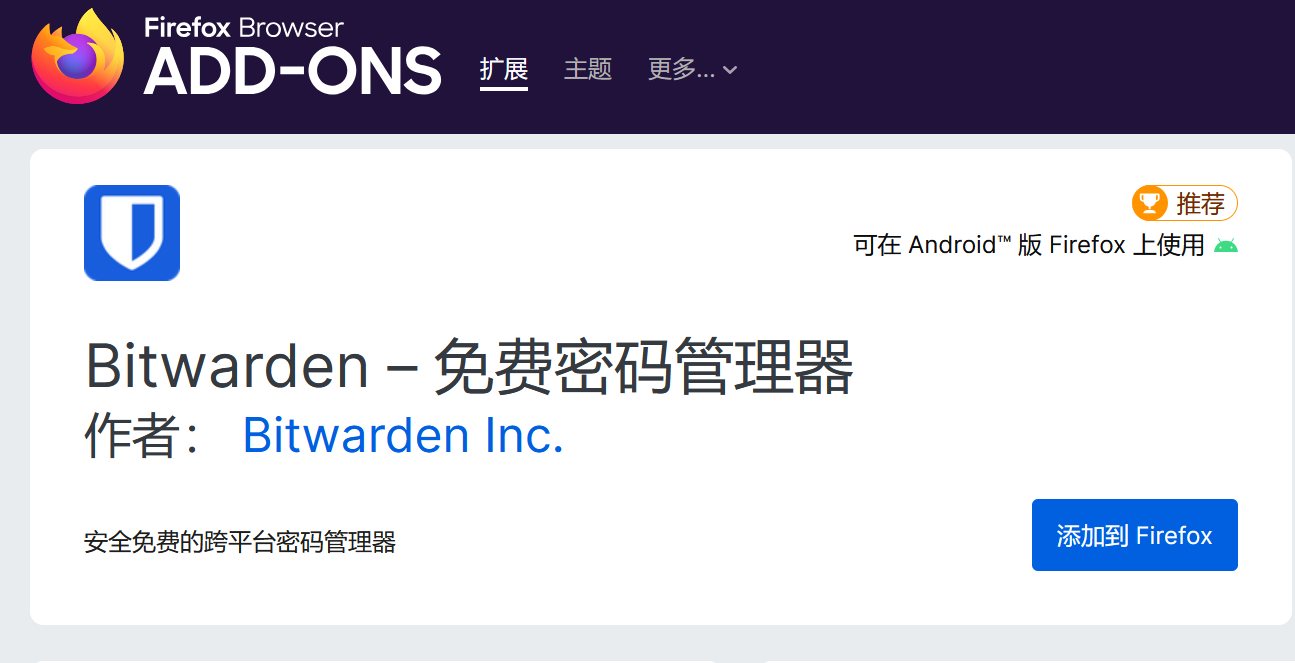 Firefox Browser
ADD-ONS
扩展 主题 更多...
推荐
可在 Android™ 版 Firefox 上使用
Bitwarden – 免费密码管理器
作者： Bitwarden Inc.
安全免费的跨平台密码管理器
添加到 Firefox